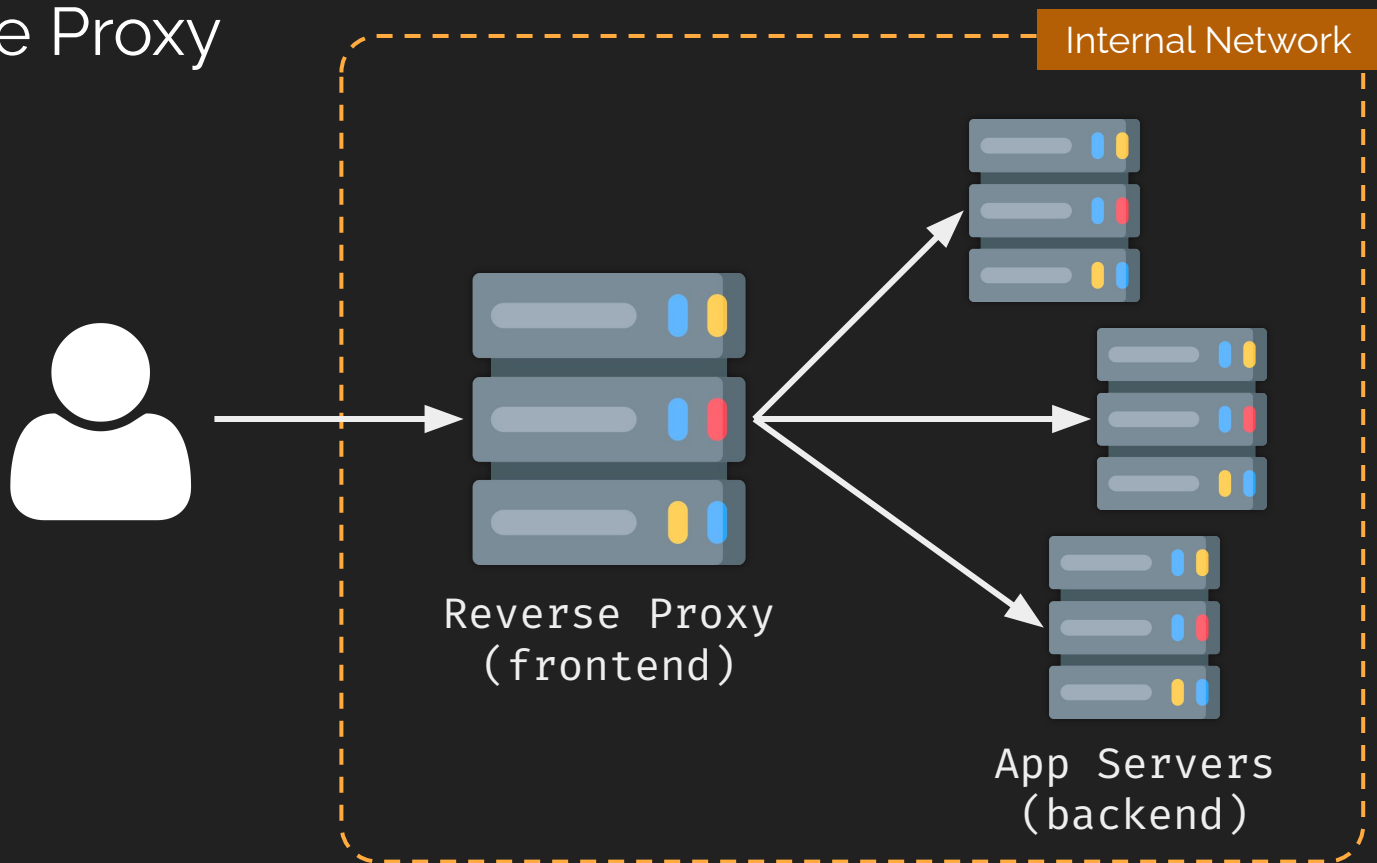 e Proxy
Internal Network
Reverse Proxy
(frontend)
App Servers
(backend)